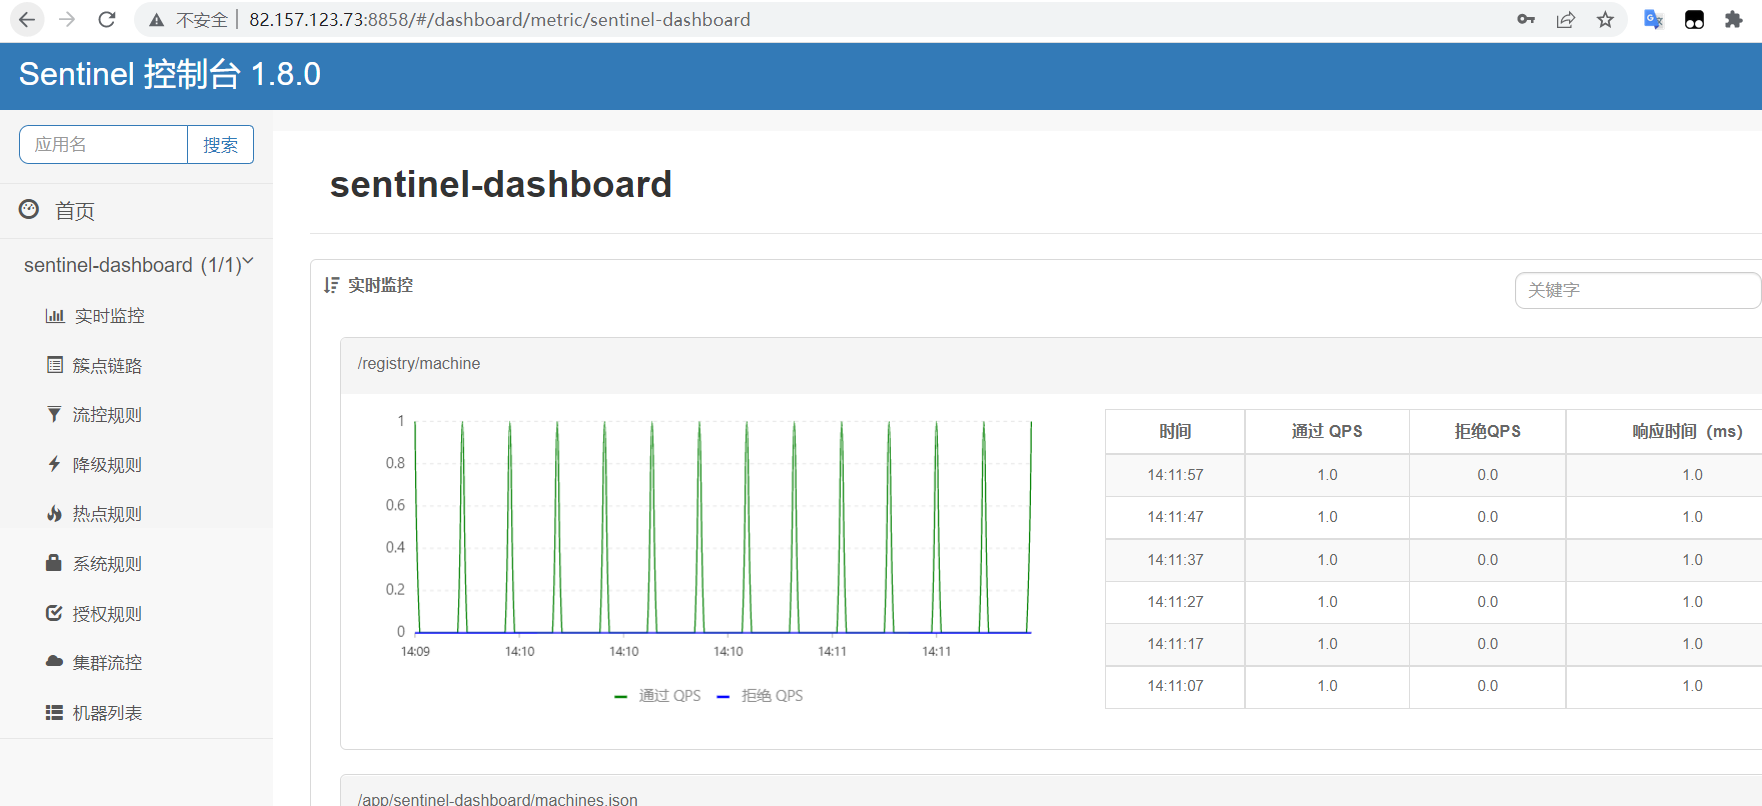 不安全 82.157.123.73:8858/#/dashboard/metric/sentinel-dashboard
Sentinel 控制台 1.8.0
应用名 搜索
首页
sentinel-dashboard (1/1)
实时监控
簇点链路
流控规则
降级规则
热点规则
系统规则
授权规则
集群流控
机器列表
sentinel-dashboard
实时监控 关键字
/registry/machine
1
0.8
0.6
0.4
0.2
0
14:09 14:10 14:10 14:10 14:11 14:11
通过 QPS 拒绝 QPS
时间 通过 QPS 拒绝QPS 响应时间（ms）
14:11:57 1.0 0.0 1.0
14:11:47 1.0 0.0 1.0
14:11:37 1.0 0.0 1.0
14:11:27 1.0 0.0 1.0
14:11:17 1.0 0.0 1.0
14:11:07 1.0 0.0 1.0
/app/sentinel-dashboard/machines.json